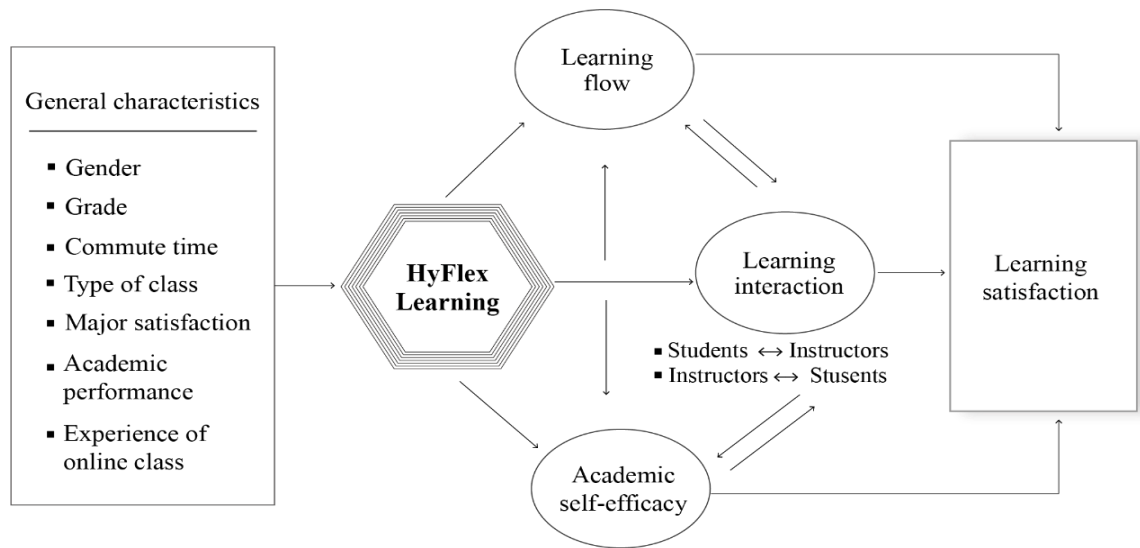 General characteristics
▪ Gender
▪ Grade
▪ Commute time
▪ Type of class
▪ Major satisfaction
▪ Academic
performance
▪ Experience of
online class
HyFlex
Learning
Learning
flow
Learning
interaction
▪ Students ↔ Instructors
▪ Instructors ↔ Stusents
Academic
self-efficacy
Learning
satisfaction